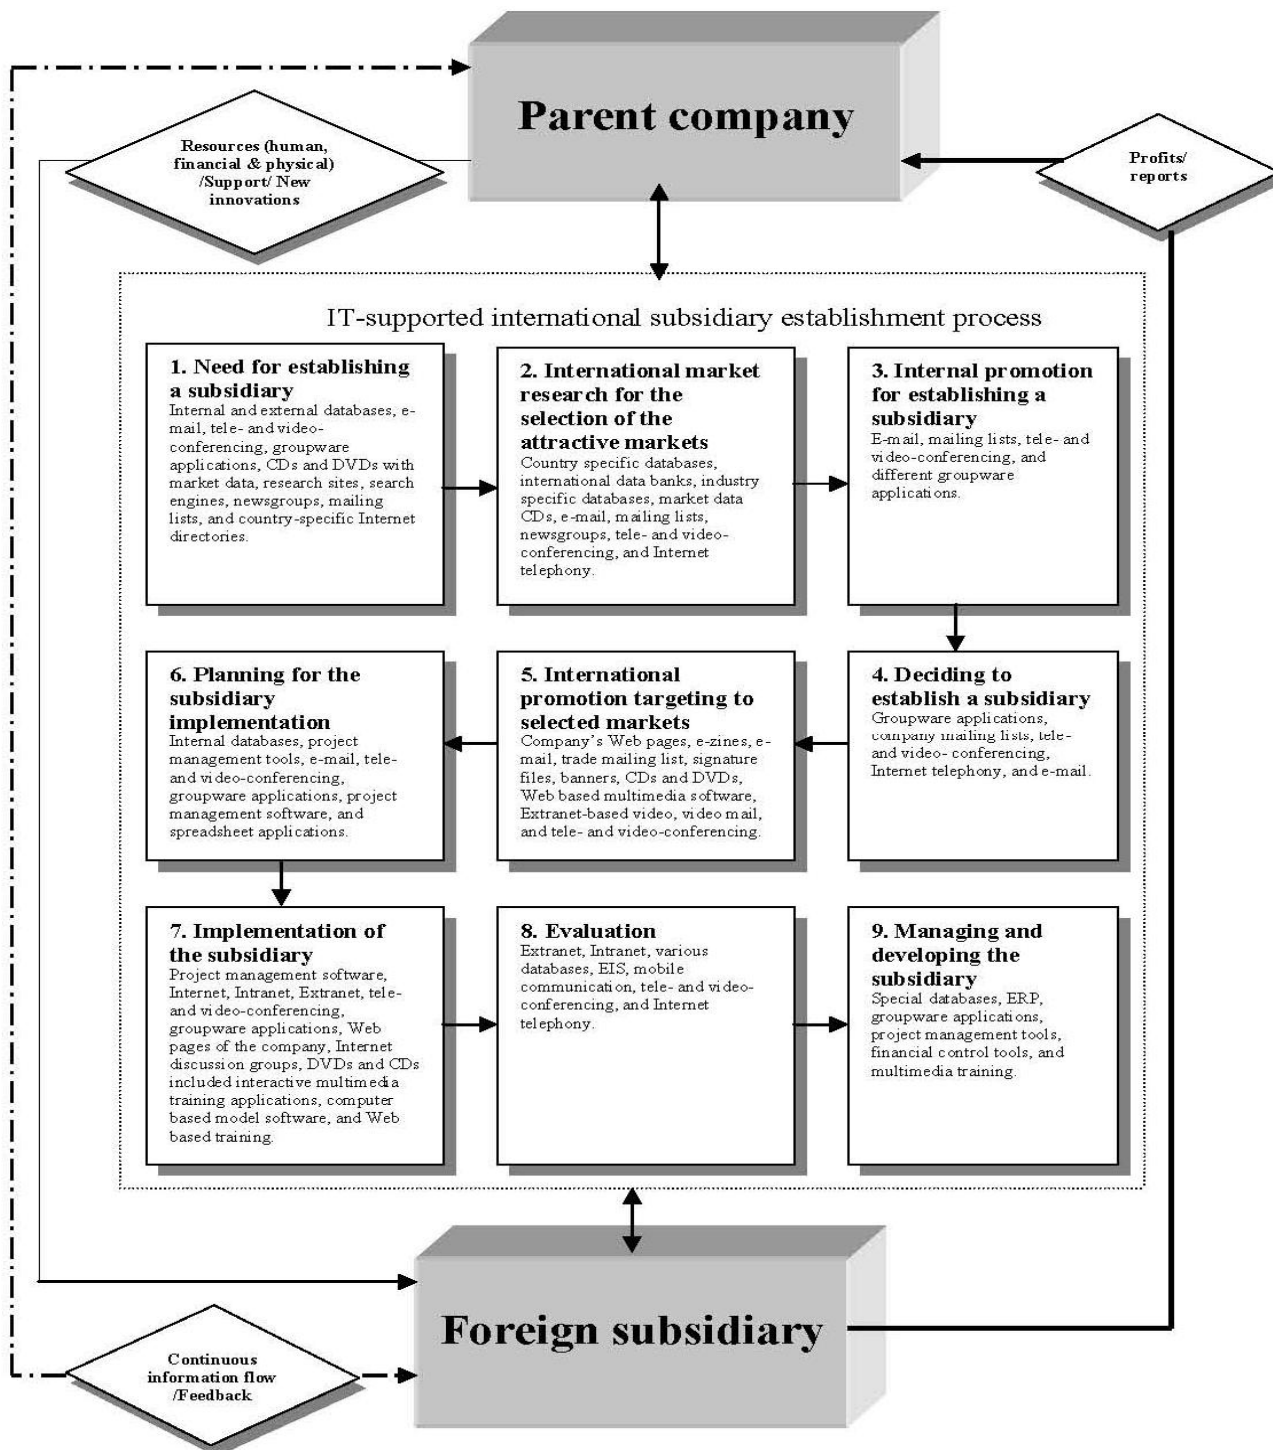 Parent company
Resources (human,
financial & physical)
/Support/ New
innovations
Profits/
reports
IT-supported international subsidiary establishment process
1. Need for establishing
a subsidiary
Internal and external databases, e-
mail, tele- and video-
conferencing, groupware
applications, CDs and DVDs with
market data, research sites, search
engines, newsgroups, mailing
lists, and country-specific Internet
directories.
2. International market
research for the
selection of the
attractive markets
Country specific databases,
international data banks, industry
specific databases, market data
CDs, e-mail, mailing lists,
newsgroups, tele- and video-
conferencing, and Internet
telephony.
3. Internal promotion
for establishing a
subsidiary
E-mail, mailing lists, tele- and
video-conferencing, and
different groupware
applications.
6. Planning for the
subsidiary
implementation
Internal databases, project
management tools, e-mail, tele-
and video-conferencing,
groupware applications, project
management software, and
spreadsheet applications.
5. International
promotion targeting to
selected markets
Company's Web pages, e-zines, e-
mail, trade mailing list, signature
files, banners, CDs and DVDs,
Web based multimedia software,
Extranet-based video, video mail,
and tele- and video-conferencing.
4. Deciding to
establish a subsidiary
Groupware applications,
company mailing lists, tele-
and video- conferencing,
Internet telephony, and e-mail.
7. Implementation of
the subsidiary
Project management software,
Internet, Intranet, Extranet, tele-
and video-conferencing,
groupware applications, Web
pages of the company, Internet
discussion groups, DVDs and CDs
included interactive multimedia
training applications, computer
based model software, and Web
based training.
8. Evaluation
Extranet, Intranet, various
databases, EIS, mobile
communication, tele- and video-
conferencing, and Internet
telephony.
9. Managing and
developing the
subsidiary
Special databases, ERP,
groupware applications,
project management tools,
financial control tools, and
multimedia training.
Foreign subsidiary
Continuous
information flow
/Feedback